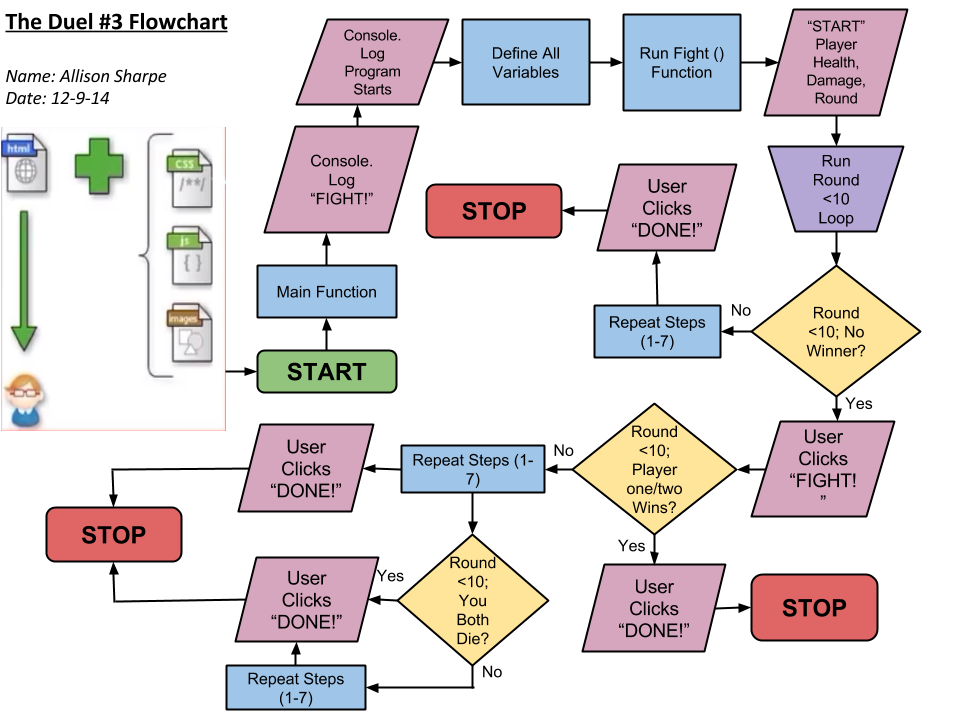 The Duel #3 Flowchart
Name: Allison Sharpe
Date: 12-9-14
html
CSS
/**/
js
{ }
images
START
Main Function
Console.
Log
"FIGHT!"
Console.
Log
Program
Starts
Define All
Variables
Run Fight ()
Function
"START"
Player
Health,
Damage,
Round
Run
Round
<10
Loop
Round
<10; No
Winner?
No
Repeat Steps
(1-7)
User
Clicks
"DONE!"
STOP
Yes
User
Clicks
"FIGHT!
"
Round
<10;
Player
one/two
Wins?
Yes
User
Clicks
"DONE!"
STOP
No
Repeat Steps (1-
7)
User
Clicks
"DONE!"
STOP
Round
<10;
You
Both
Die?
Yes
User
Clicks
"DONE!"
No
Repeat Steps
(1-7)